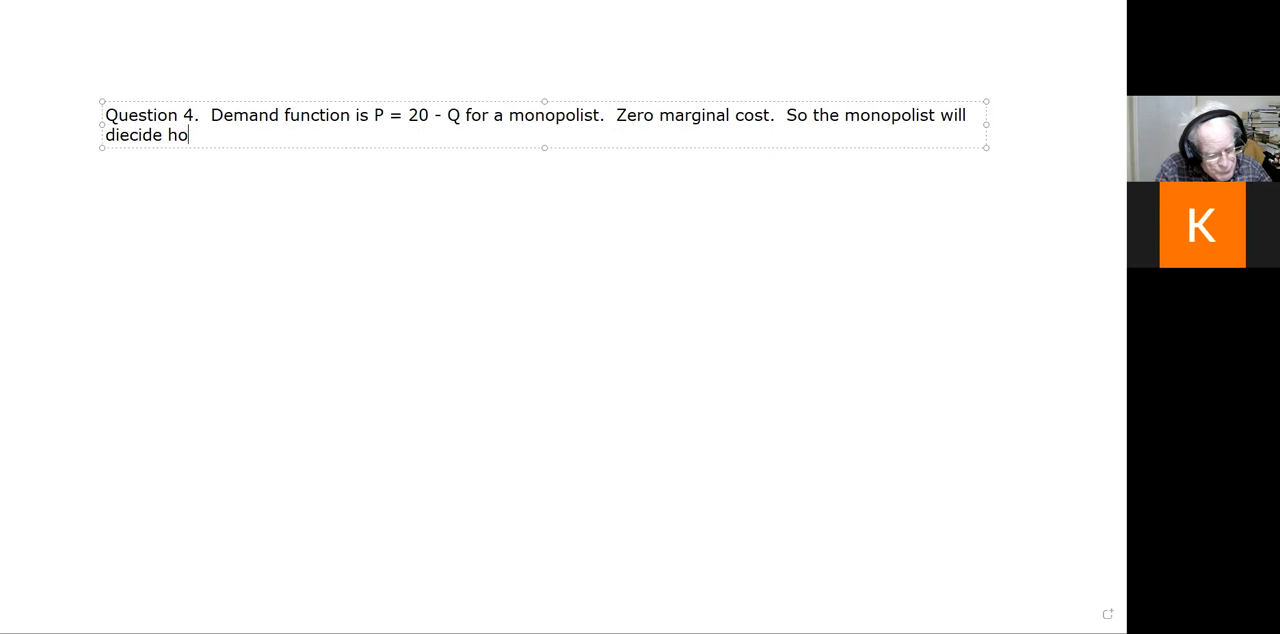 Question 4.  Demand function is P = 20 - Q for a monopolist.  Zero marginal cost.  So the monopolist will
diecide ho
K